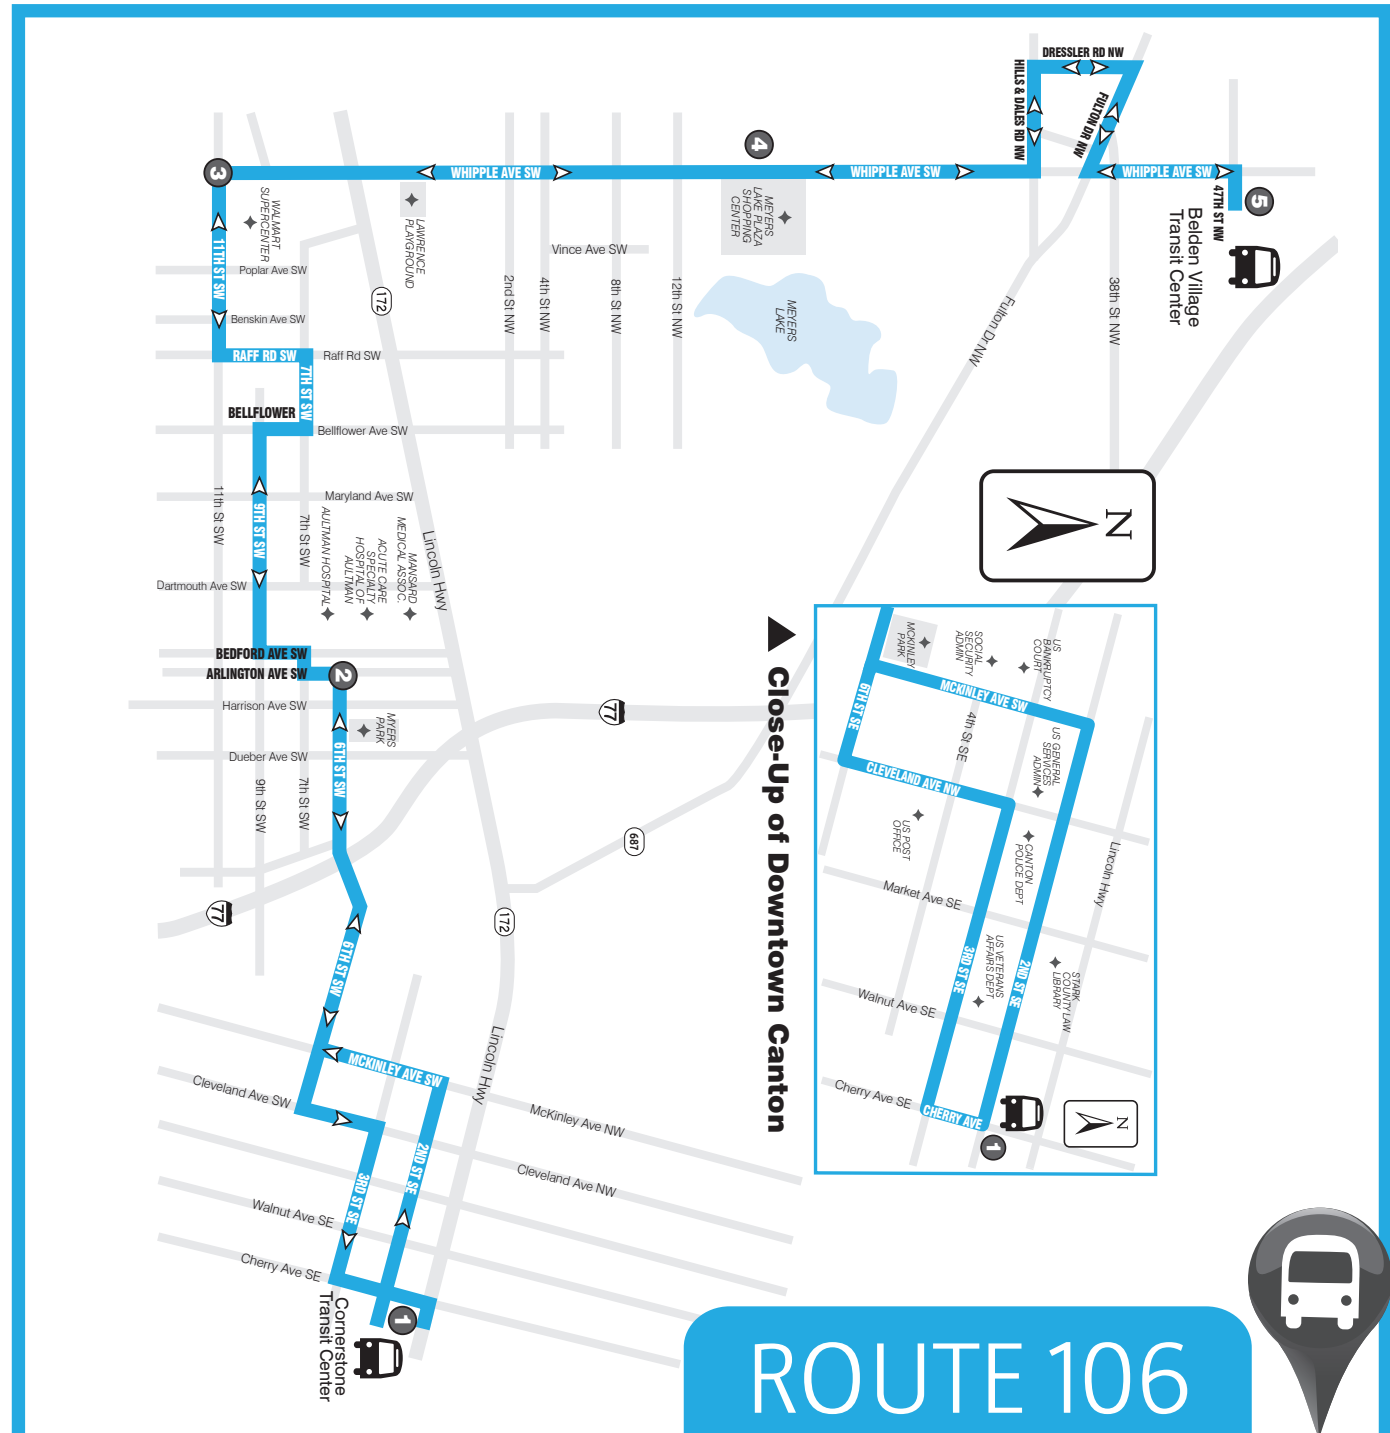 DRESSLER RD NW
HILLS & DALES RD NW
FULTON DR NW
4
3
WHIPPLE AVE SW
WHIPPLE AVE SW
WHIPPLE AVE SW
47TH ST NW
5
Belden Village
Transit Center
WALMART
SUPERCENTER
LAWRENCE
PLAYGROUND
MEYERS
LAKE PLAZA
SHOPPING
CENTER
11TH ST SW
Poplar Ave SW
Vince Ave SW
172
2nd St NW
4th St NW
8th St NW
12th St NW
MEYERS
LAKE
Fulton Dr NW
38th St NW
Benskin Ave SW
RAFF RD SW
Raff Rd SW
7TH ST SW
BELLFLOWER
Bellflower Ave SW
11th St SW
9TH ST SW
7th St SW
Maryland Ave SW
AULTMAN HOSPITAL
ACUTE CARE
SPECIALTY
HOSPITAL OF
AULTMAN
MANSARD
MEDICAL ASSOC.
Lincoln Hwy
N
Dartmouth Ave SW
BEDFORD AVE SW
ARLINGTON AVE SW
2
Harrison Ave SW
MYERS
PARK
Dueber Ave SW
6TH ST SW
9th St SW
7th St SW
77
687
77
172
6TH ST SW
Lincoln Hwy
MCKINLEY AVE SW
Cleveland Ave SW
McKinley Ave NW
2ND ST SE
3RD ST SE
Cleveland Ave NW
Walnut Ave SE
Cherry Ave SE
1
Cornerstone
Transit Center
Close-Up of Downtown Canton
MCKINLEY
PARK
SOCIAL
SECURITY
ADMIN
US
BANKRUPTCY
COURT
6TH ST SE
MCKINLEY AVE SW
4th St SE
US GENERAL
SERVICES
ADMIN
CLEVELAND AVE NW
US POST
OFFICE
CANTON
POLICE DEPT
Lincoln Hwy
Market Ave SE
3RD ST SE
US VETERANS
AFFAIRS DEPT
2ND ST SE
STARK
COUNTY LAW
LIBRARY
Walnut Ave SE
Cherry Ave SE
CHERRY AVE
N
1
ROUTE 106